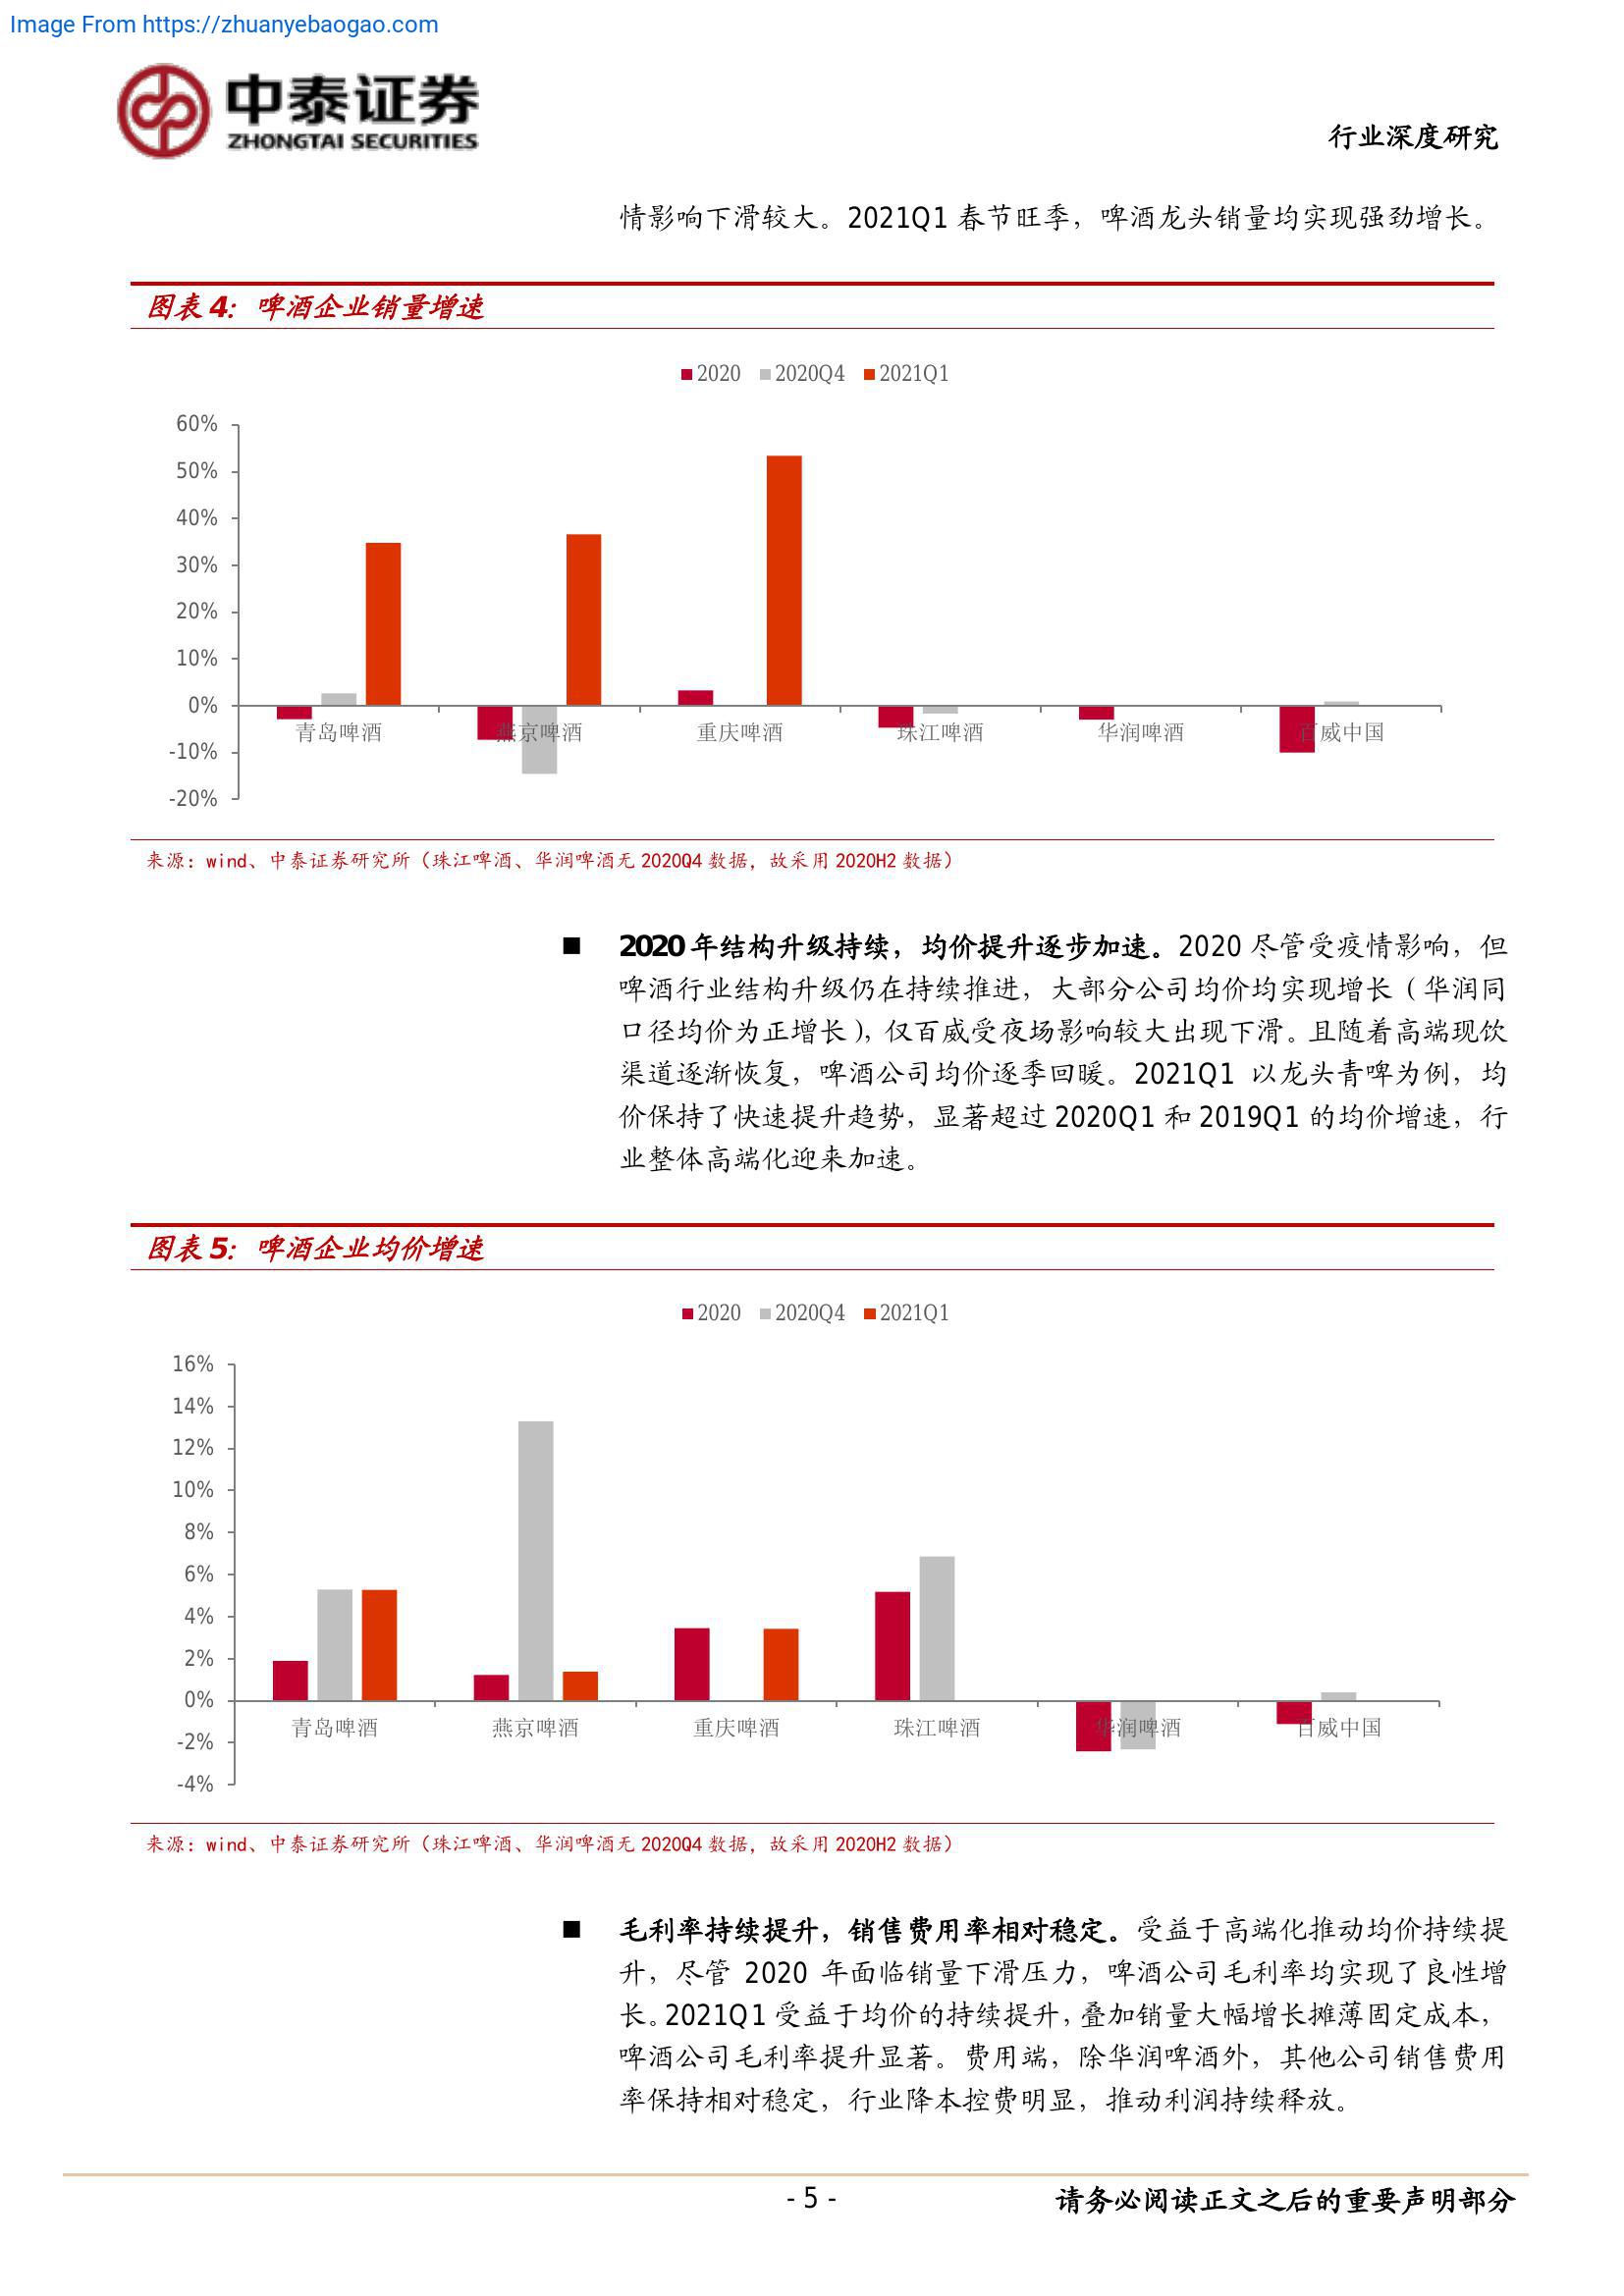 Image From https://zhuanyebaogao.com
中泰证券
ZHONGTAI SECURITIES
行业深度研究
情影响下滑较大。2021Q1 春节旺季，啤酒龙头销量均实现强劲增长。
图表 4：啤酒企业销量增速
2020 2020Q4 2021Q1
60%
50%
40%
30%
20%
10%
0%
-10%
-20%
青岛啤酒 燕京啤酒 重庆啤酒 珠江啤酒 华润啤酒 百威中国
来源：wind、中泰证券研究所（珠江啤酒、华润啤酒无 2020Q4 数据，故采用 2020H2 数据）
■ 2020 年结构升级持续，均价提升逐步加速。2020 尽管受疫情影响，但
啤酒行业结构升级仍在持续推进，大部分公司均价均实现增长（华润同
口径均价为正增长），仅百威受夜场影响较大出现下滑。且随着高端现饮
渠道逐渐恢复，啤酒公司均价逐季回暖。2021Q1 以龙头青啤为例，均
价保持了快速提升趋势，显著超过 2020Q1 和 2019Q1 的均价增速，行
业整体高端化迎来加速。
图表 5：啤酒企业均价增速
2020 2020Q4 2021Q1
16%
14%
12%
10%
8%
6%
4%
2%
0%
-2%
-4%
青岛啤酒 燕京啤酒 重庆啤酒 珠江啤酒 华润啤酒 百威中国
来源：wind、中泰证券研究所（珠江啤酒、华润啤酒无 2020Q4 数据，故采用 2020H2 数据）
■ 毛利率持续提升，销售费用率相对稳定。受益于高端化推动均价持续提
升，尽管 2020 年面临销量下滑压力，啤酒公司毛利率均实现了良性增
长。2021Q1 受益于均价的持续提升，叠加销量大幅增长摊薄固定成本，
啤酒公司毛利率提升显著。费用端，除华润啤酒外，其他公司销售费用
率保持相对稳定，行业降本控费明显，推动利润持续释放。
- 5 -
请务必阅读正文之后的重要声明部分